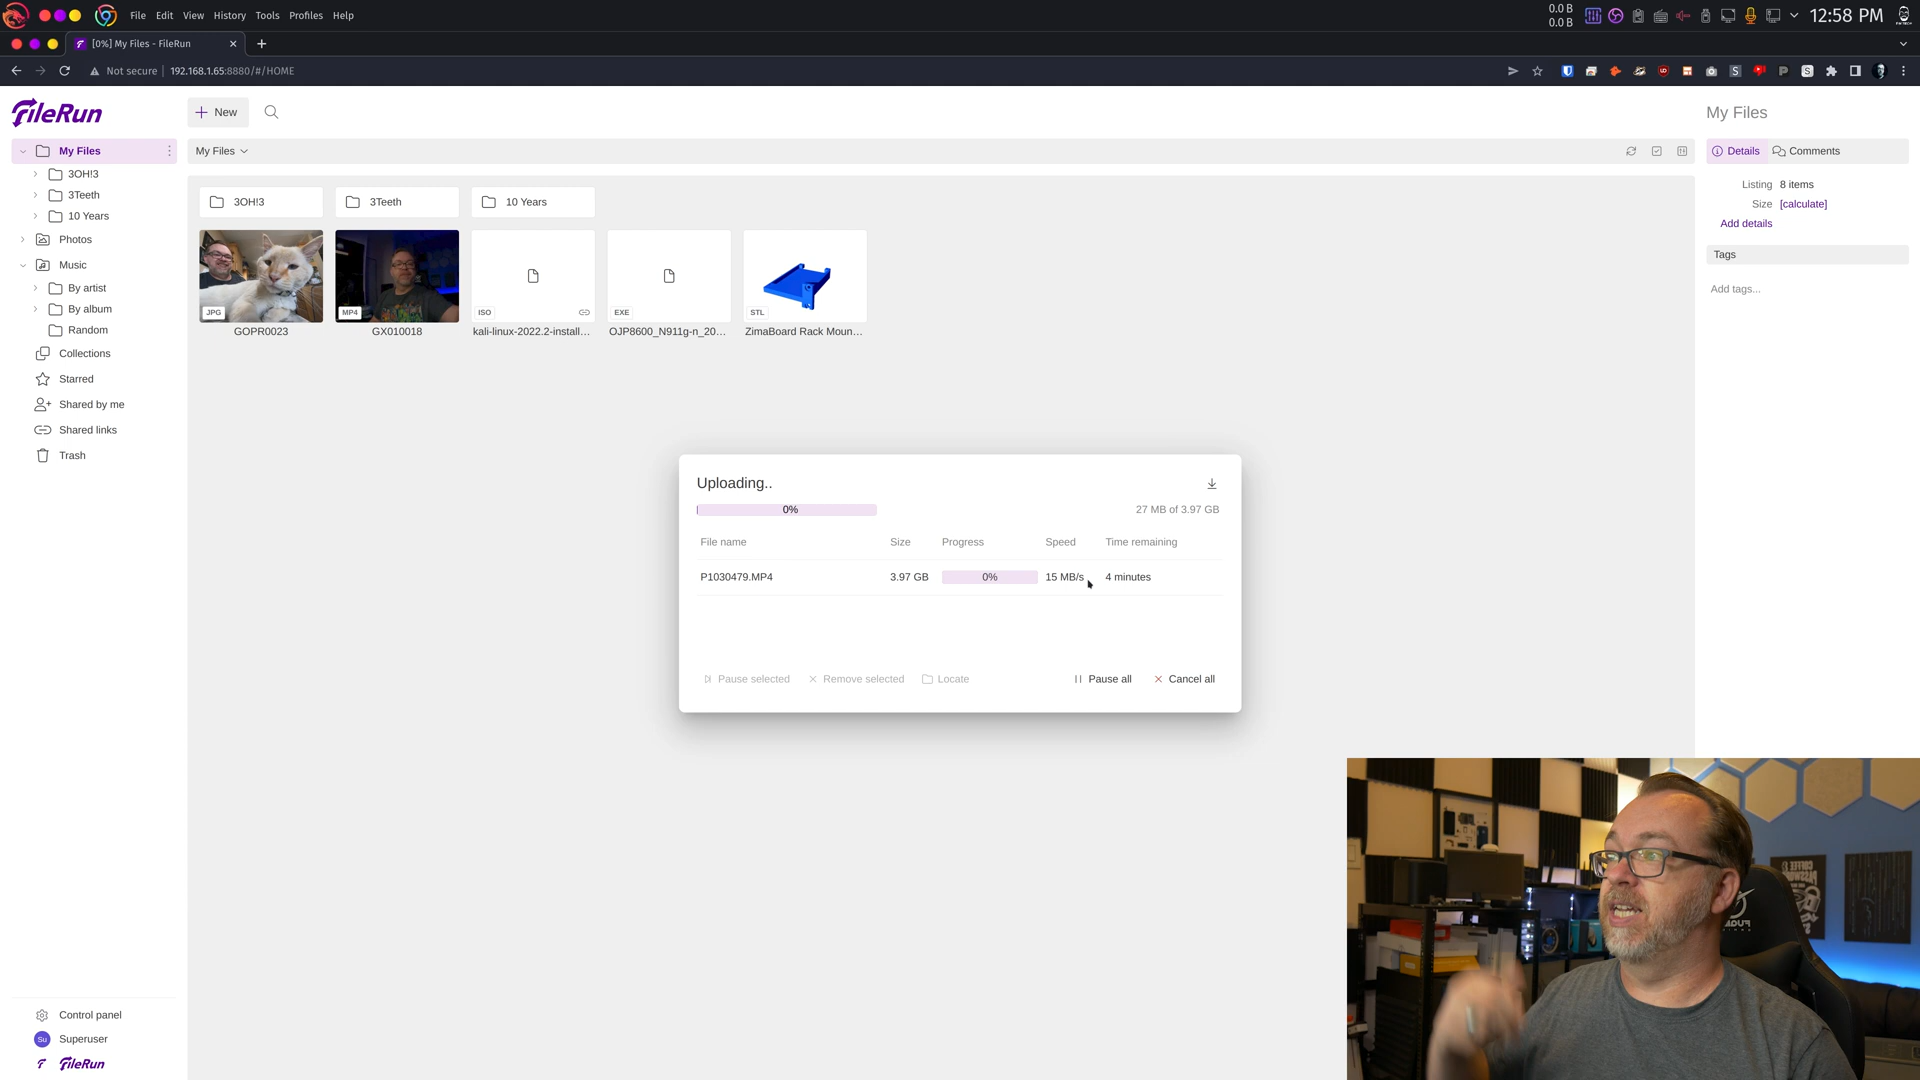 File Edit View History Tools Profiles Help
0.0 B
0.0 B
12:58 PM
[0%] My Files - FileRun
Not secure 192.168.1.65:8880/#/HOME
FileRun
New
My Files
My Files
3OH!3
3Teeth
10 Years
Photos
Music
By artist
By album
Random
Collections
Starred
Shared by me
Shared links
Trash
Control panel
Su Superuser
FileRun
My Files
3OH!3
3Teeth
10 Years
JPG
MP4
ISO
EXE
STL
GOPR0023
GX010018
kali-linux-2022.2-install...
OJP8600_N911g-n_20...
ZimaBoard Rack Moun...
Details
Comments
Listing 8 items
Size [calculate]
Add details
Tags
Add tags...
Uploading..
0%
27 MB of 3.97 GB
File name Size Progress Speed Time remaining
P1030479.MP4 3.97 GB 0% 15 MB/s 4 minutes
Pause selected
Remove selected
Locate
Pause all
Cancel all